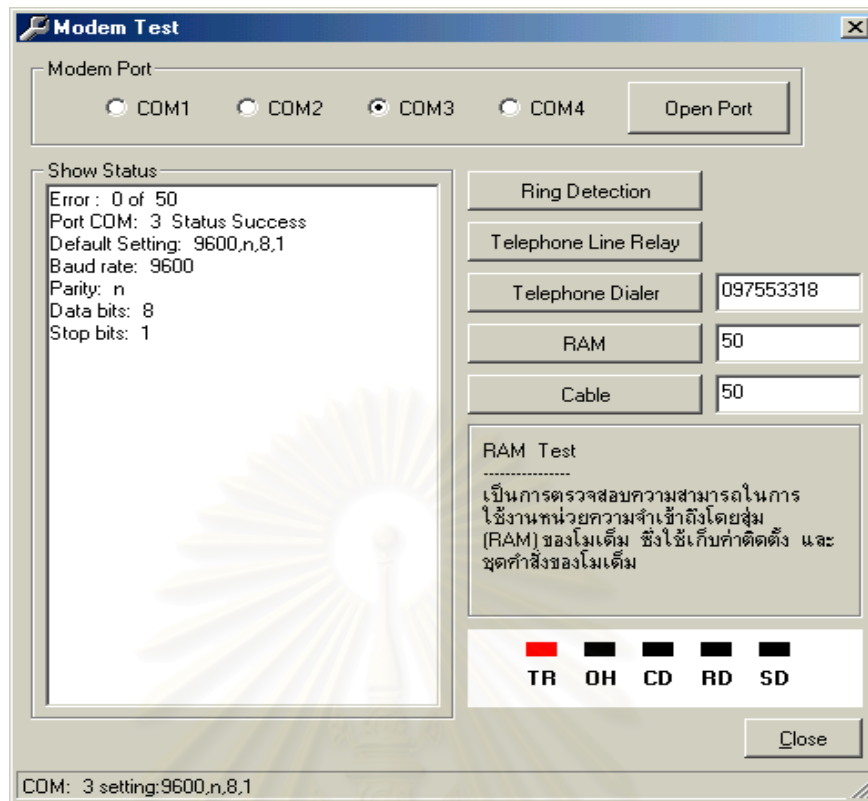 Modem Test
Modem Port
COM1 COM2 COM3 COM4 Open Port
Show Status
Error : 0 of 50
Port COM: 3 Status Success
Default Setting: 9600,n,8,1
Baud rate: 9600
Parity: n
Data bits: 8
Stop bits: 1
Ring Detection
Telephone Line Relay
Telephone Dialer 097553318
RAM 50
Cable 50
RAM Test
---------------
เป็นการตรวจสอบความสามารถในการ
ใช้งานหน่วยความจำเข้าถึงโดยสุ่ม
(RAM) ของโมเด็ม ซึ่งใช้เก็บค่าติดตั้ง และ
ชุดคำสั่งของโมเด็ม
TR OH CD RD SD
Close
COM: 3 setting:9600,n,8,1